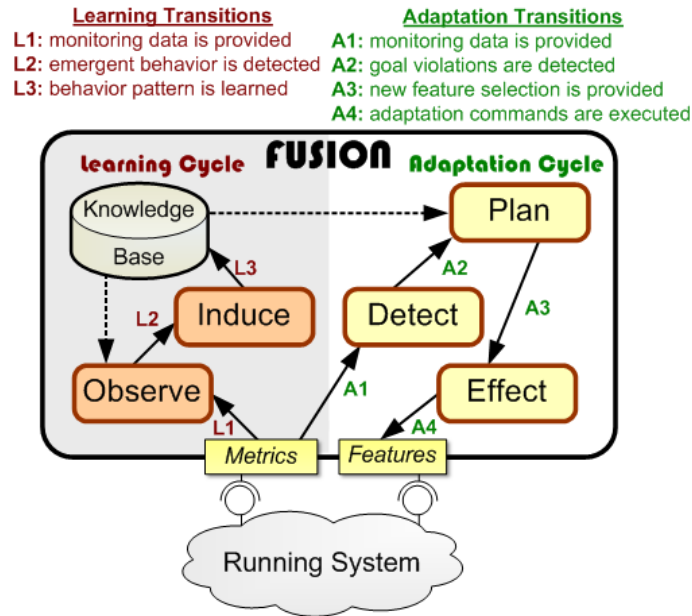 Learning Transitions
L1: monitoring data is provided
L2: emergent behavior is detected
L3: behavior pattern is learned
Adaptation Transitions
A1: monitoring data is provided
A2: goal violations are detected
A3: new feature selection is provided
A4: adaptation commands are executed
FUSION
Learning Cycle
Adaptation Cycle
Knowledge
Base
Plan
L3
A2
Induce
Detect
L2
A3
Observe
A1
Effect
L1
A4
Metrics
Features
Running System